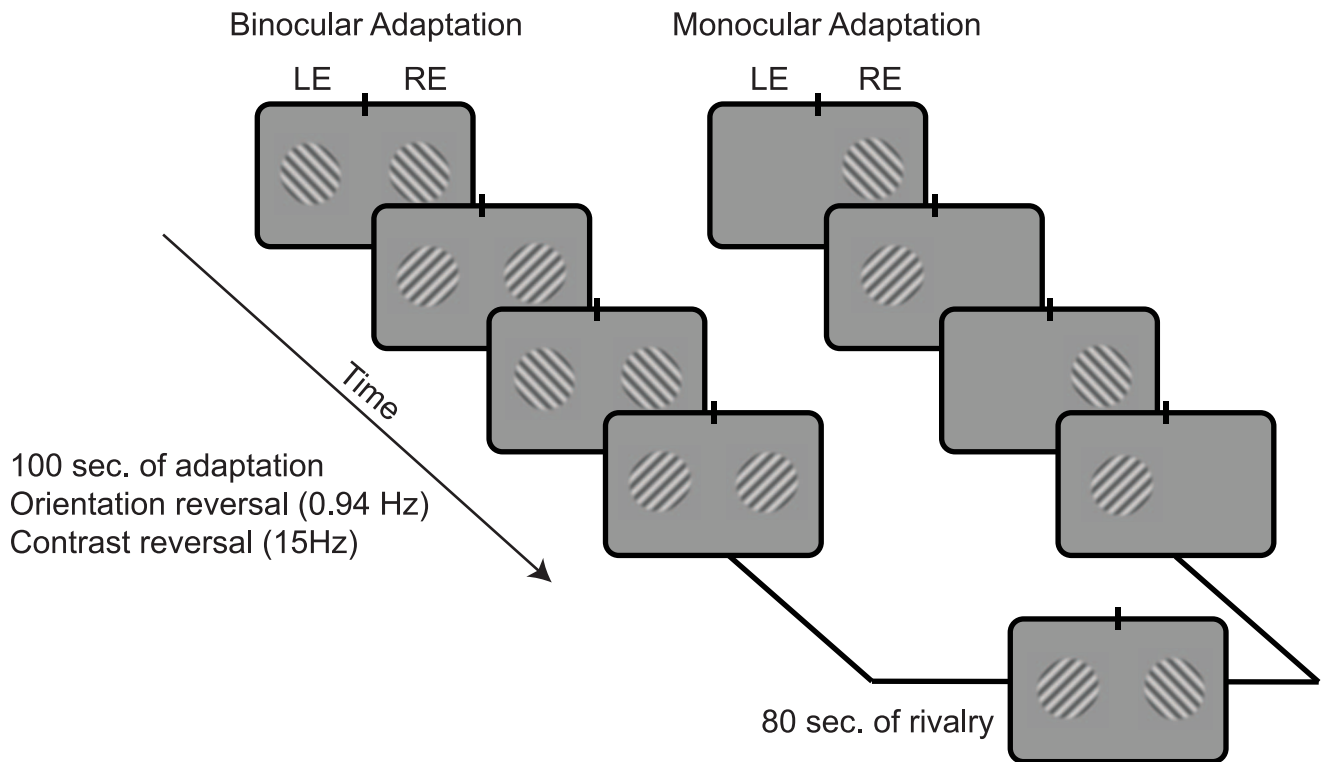 Binocular Adaptation
Monocular Adaptation
LE RE
LE RE
Time
100 sec. of adaptation
Orientation reversal (0.94 Hz)
Contrast reversal (15Hz)
80 sec. of rivalry